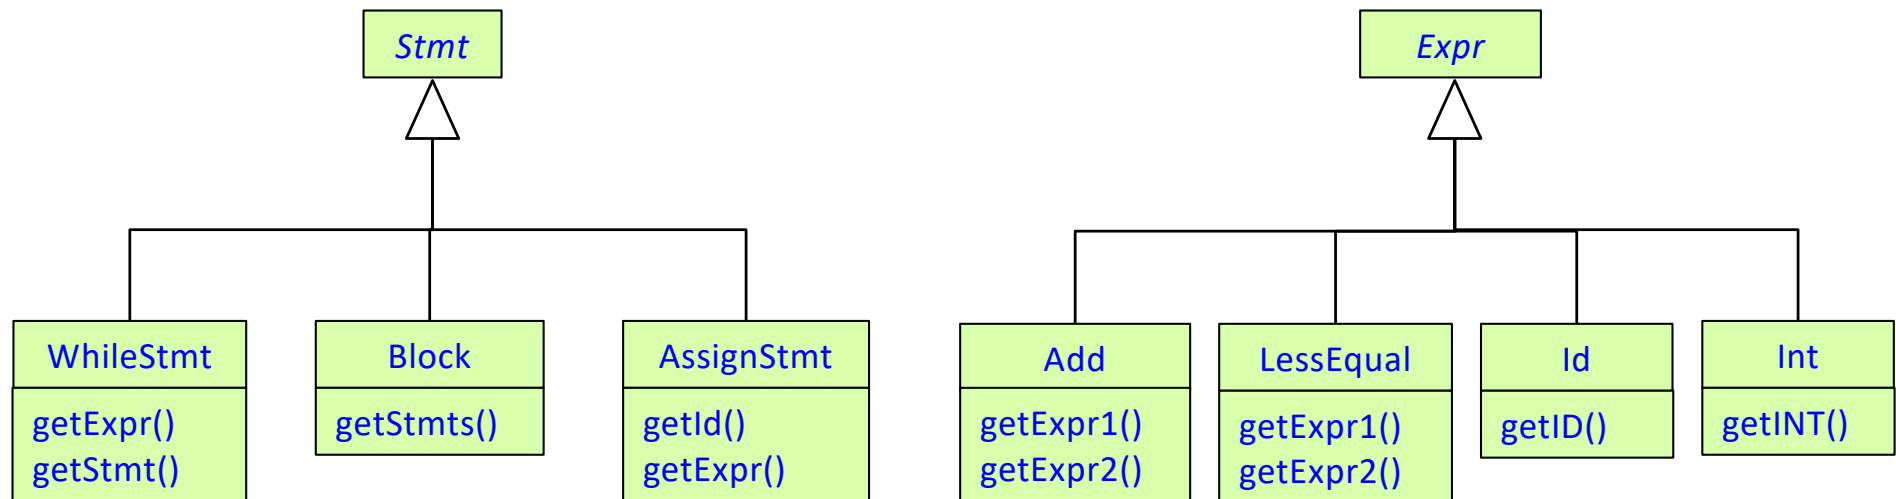 Stmt
Expr
WhileStmt
getExpr()
getStmt()
Block
getStmts()
AssignStmt
getId()
getExpr()
Add
getExpr1()
getExpr2()
LessEqual
getExpr1()
getExpr2()
Id
getID()
Int
getINT()